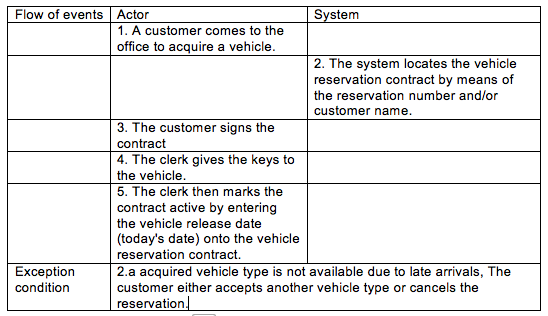 Flow of events Actor System
1. A customer comes to the
office to acquire a vehicle.
2. The system locates the vehicle
reservation contract by means of
the reservation number and/or
customer name.
3. The customer signs the
contract
4. The clerk gives the keys to
the vehicle.
5. The clerk then marks the
contract active by entering
the vehicle release date
(today's date) onto the vehicle
reservation contract.
Exception 2.a acquired vehicle type is not available due to late arrivals, The
condition customer either accepts another vehicle type or cancels the
reservation.